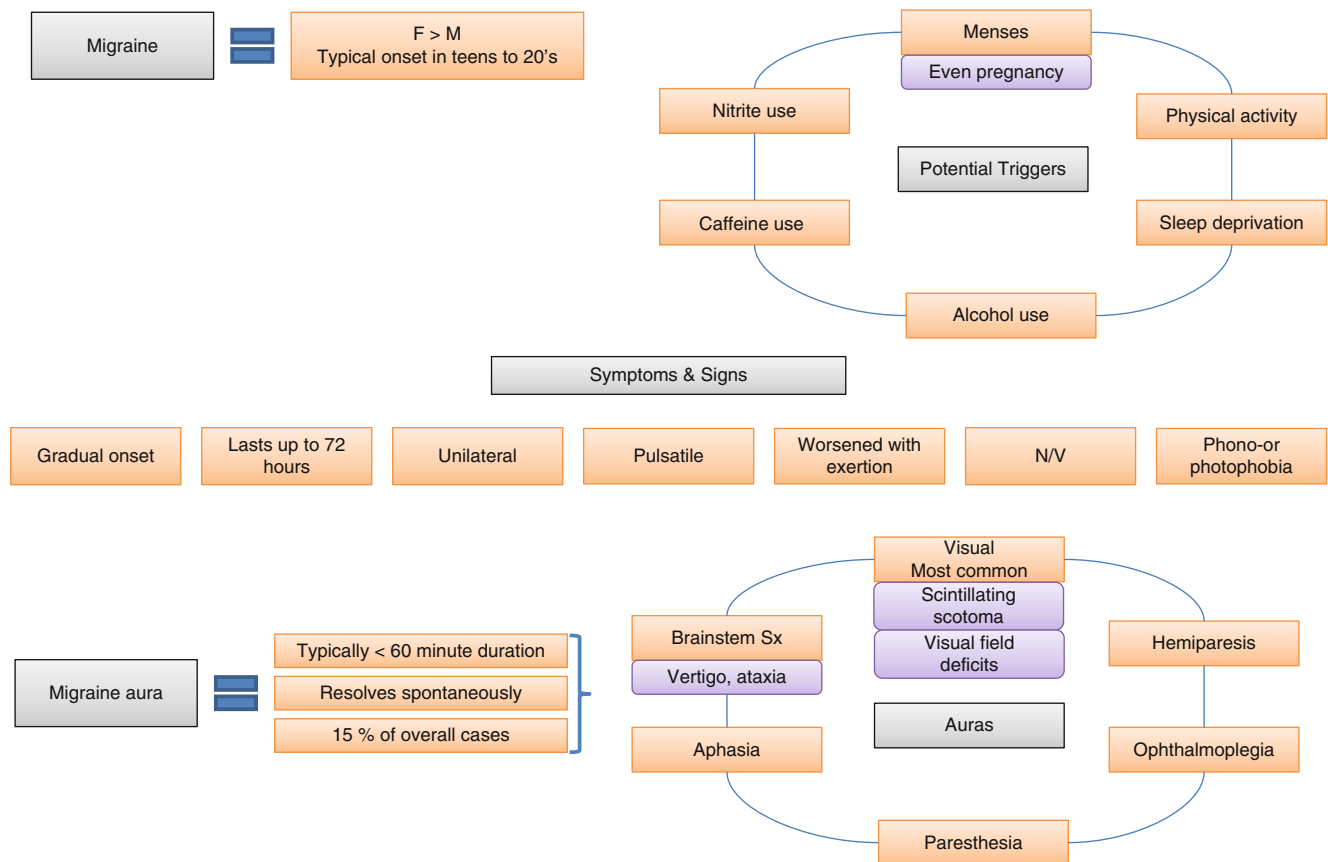 Migraine
F > M
Typical onset in teens to 20's
Menses
Even pregnancy
Nitrite use
Physical activity
Potential Triggers
Caffeine use
Sleep deprivation
Alcohol use
Symptoms & Signs
Gradual onset
Lasts up to 72
hours
Unilateral
Pulsatile
Worsened with
exertion
N/V
Phono-or
photophobia
Migraine aura
Typically < 60 minute duration
Resolves spontaneously
15 % of overall cases
Visual
Most common
Scintillating
scotoma
Visual field
deficits
Brainstem Sx
Vertigo, ataxia
Hemiparesis
Auras
Aphasia
Ophthalmoplegia
Paresthesia